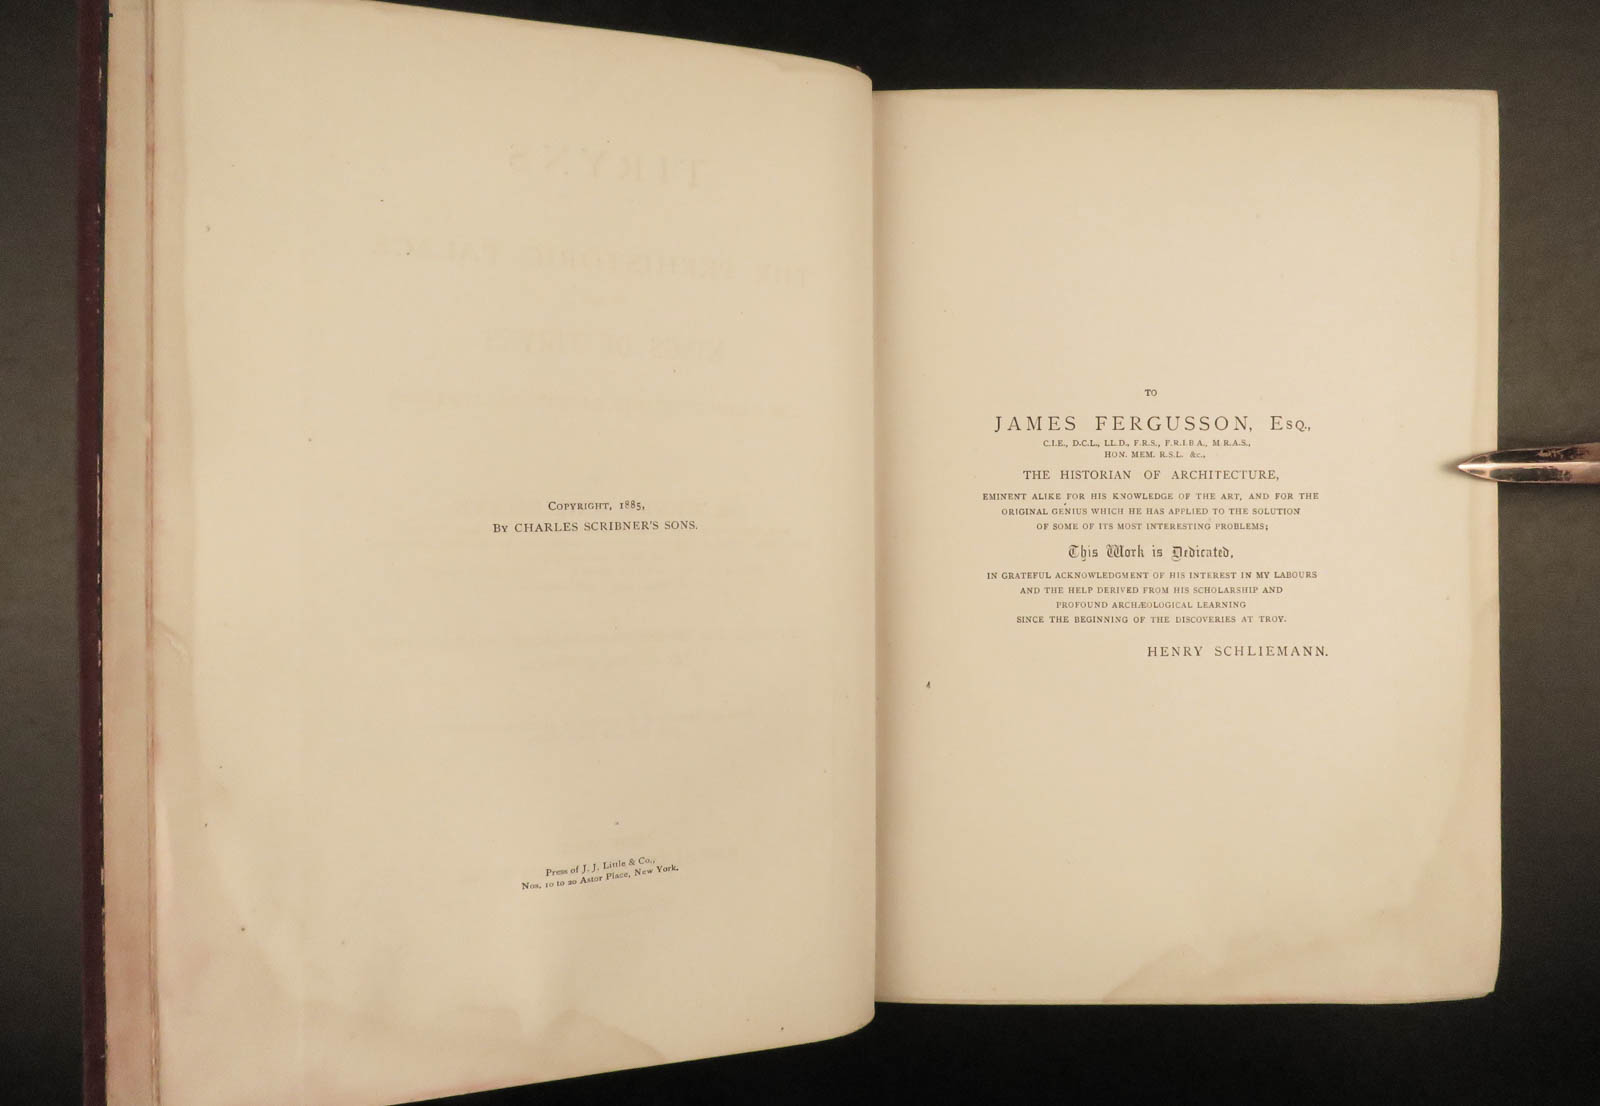 COPYRIGHT, 1885,
BY CHARLES SCRIBNER'S SONS.
Press of J. J. Little & Co.,
Nos. 10 to 20 Astor Place, New York.
TO
JAMES FERGUSSON, ESQ.,
C.I.E., D.C.L., LL.D., F.R.S., F.R.I.B A., M.R.A.S.,
HON. MEM. R.S.L. &c.,
THE HISTORIAN OF ARCHITECTURE,
EMINENT ALIKE FOR HIS KNOWLEDGE OF THE ART, AND FOR THE
ORIGINAL GENIUS WHICH HE HAS APPLIED TO THE SOLUTION
OF SOME OF ITS MOST INTERESTING PROBLEMS;
This Work is Dedicated,
IN GRATEFUL ACKNOWLEDGMENT OF HIS INTEREST IN MY LABOURS
AND THE HELP DERIVED FROM HIS SCHOLARSHIP AND
PROFOUND ARCHÆOLOGICAL LEARNING
SINCE THE BEGINNING OF THE DISCOVERIES AT TROY.
HENRY SCHLIEMANN.
4